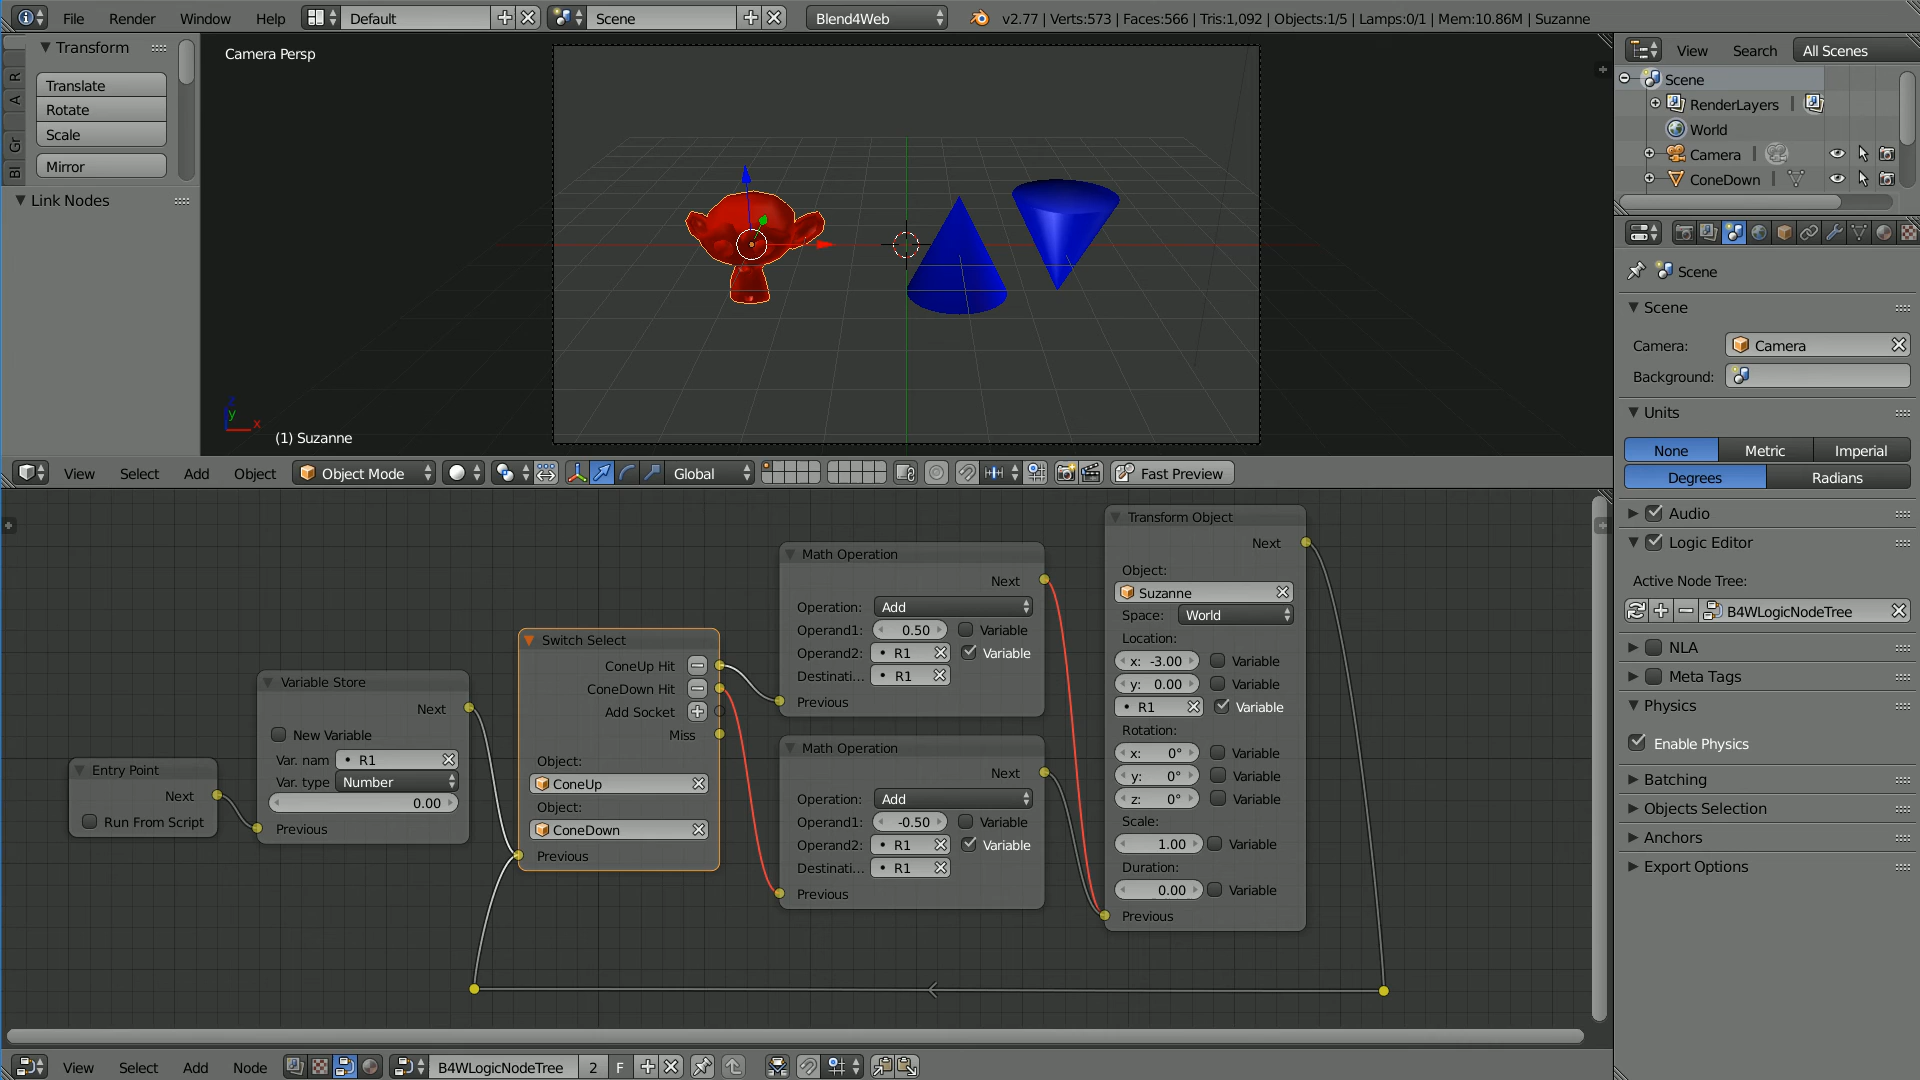 File Render Window Help Default Scene Blend4Web v2.77 | Verts:573 | Faces:566 | Tris:1,092 | Objects:1/5 | Lamps:0/1 | Mem:10.86M | Suzanne
Transform
Translate
Rotate
Scale
Mirror
Link Nodes
R
A
Gr
Bl
Camera Persp
z
y
x
(1) Suzanne
View Select Add Object Object Mode Global Fast Preview
Entry Point
Next
Run From Script
Variable Store
Next
New Variable
Var. nam R1
Var. type Number
0.00
Previous
Switch Select
ConeUp Hit
ConeDown Hit
Add Socket
Miss
Object:
ConeUp
Object:
ConeDown
Previous
Math Operation
Next
Operation: Add
Operand1: 0.50 Variable
Operand2: R1 Variable
Destinati... R1
Previous
Math Operation
Next
Operation: Add
Operand1: -0.50 Variable
Operand2: R1 Variable
Destinati... R1
Previous
Transform Object
Next
Object:
Suzanne
Space: World
Location:
x: -3.00 Variable
y: 0.00 Variable
R1 Variable
Rotation:
x: 0° Variable
y: 0° Variable
z: 0° Variable
Scale:
1.00 Variable
Duration:
0.00 Variable
Previous
View Select Add Node B4WLogicNodeTree 2 F
View Search All Scenes
Scene
RenderLayers
World
Camera
ConeDown
Scene
Scene
Camera: Camera
Background:
Units
None Metric Imperial
Degrees Radians
Audio
Logic Editor
Active Node Tree:
B4WLogicNodeTree
NLA
Meta Tags
Physics
Enable Physics
Batching
Objects Selection
Anchors
Export Options